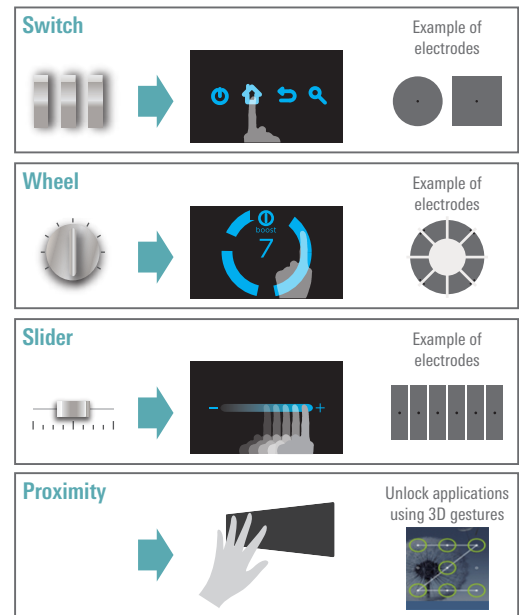 Switch
Example of
electrodes
Wheel
Example of
electrodes
boost
7
Slider
Example of
electrodes
- +
Proximity
Unlock applications
using 3D gestures